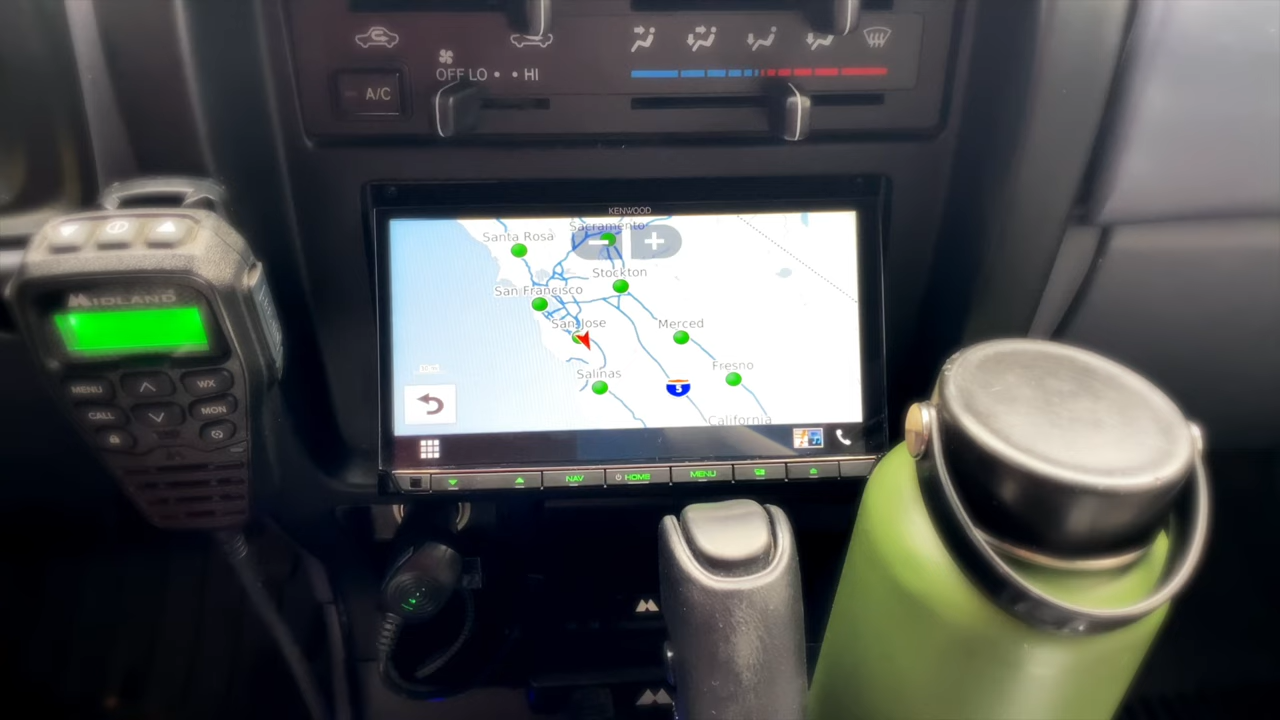 OFF LO • • HI
A/C
KENWOOD
Santa Rosa
Sacramento
Stockton
San Francisco
San Jose
Merced
Salinas
Fresno
5
California
MIDLAND
MENU
WX
CALL
MON
NAV
HOME
MENU